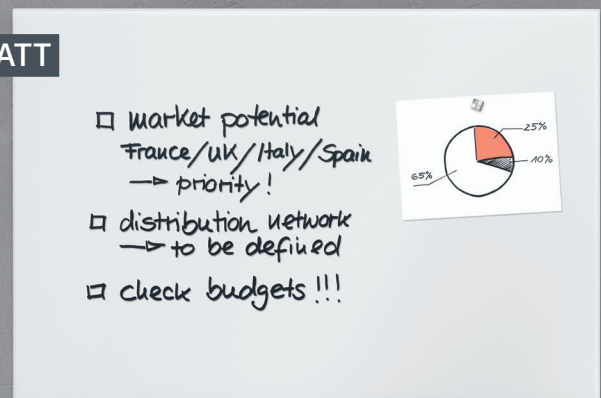 ATT
□ market potential
France/UK/Italy/Spain
→ priority!
□ distribution network
→ to be defined
□ check budgets!!!
25%
10%
65%